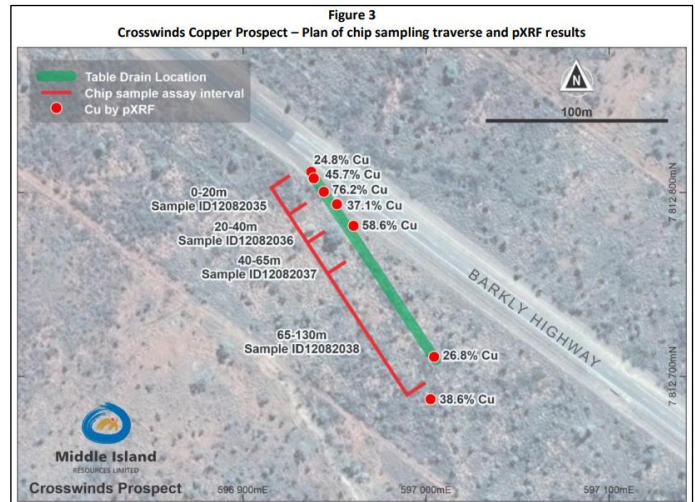 Figure 3
Crosswinds Copper Prospect – Plan of chip sampling traverse and pXRF results
Table Drain Location
Chip sample assay interval
Cu by pXRF
N
100m
24.8% Cu
45.7% Cu
76.2% Cu
37.1% Cu
58.6% Cu
0-20m
Sample ID12082035
20-40m
Sample ID12082036
40-65m
Sample ID12082037
65-130m
Sample ID12082038
BARKLY HIGHWAY
26.8% Cu
38.6% Cu
7 812 800mN
7 812 700mN
Middle Island
RESOURCES LIMITED
Crosswinds Prospect
596 900mE
597 000mE
597 100mE